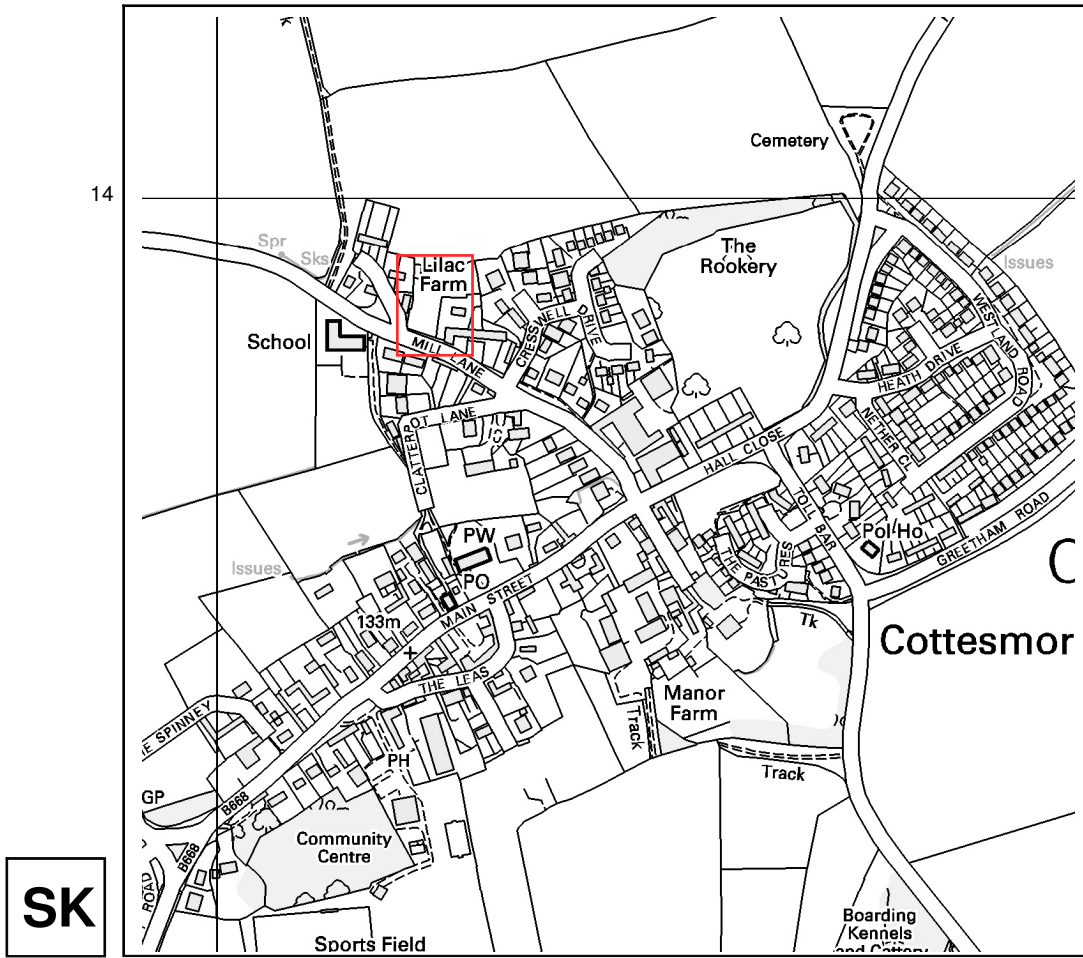 Cemetery
14
Spr
Sks
Lilac
Farm
The
Rookery
Issues
School
MILL LANE
CRESSWELL DRIVE
WESTLAND ROAD
HEATH DRIVE
CLATTERPOT LANE
NETHER CL
HALL CLOSE
TOLL BAR
Pol Ho
GREETHAM ROAD
PW
PO
Issues
THE PASTURES
MAIN STREET
133m
Tk
Cottesmor
THE LEAS
Manor
Farm
Track
HE SPINNEY
PH
Track
GP
B668
B668
Community
Centre
ROAD
SK
Boarding
Kennels
and Cattery
Sports Field